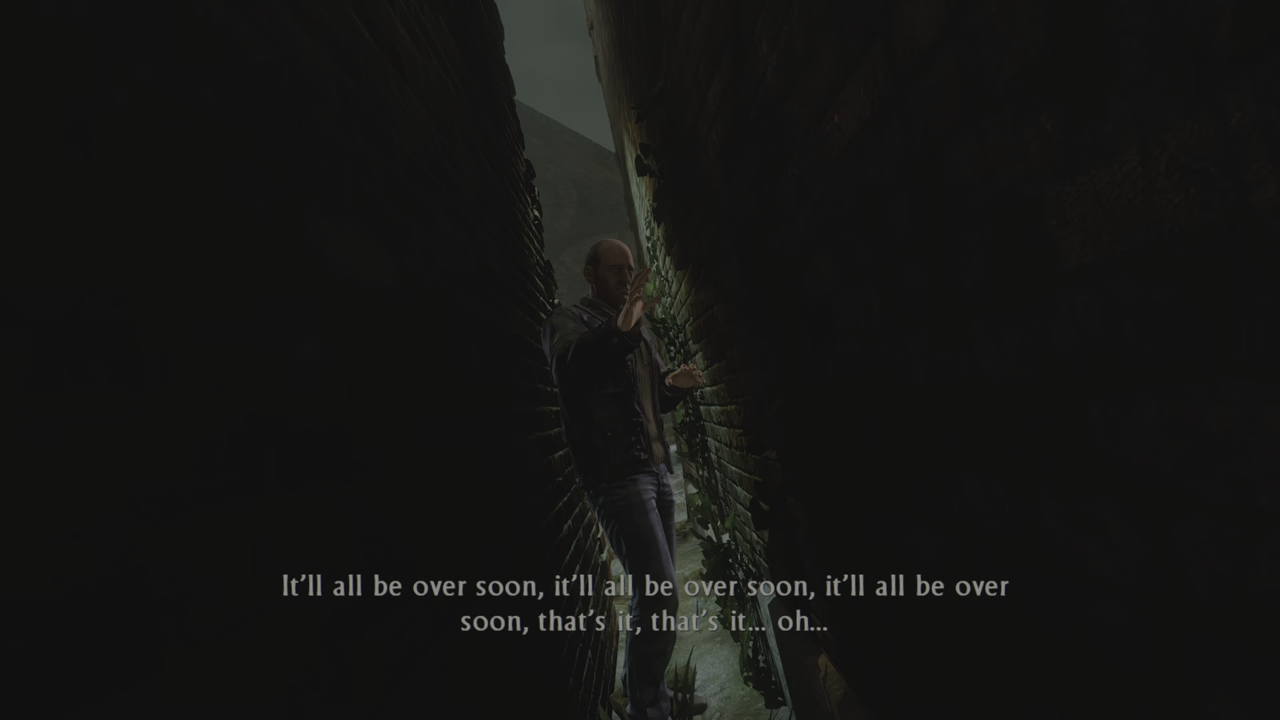 It’ll all be over soon, it’ll all be over soon, it’ll all be over
soon, that’s it, that’s it... oh...